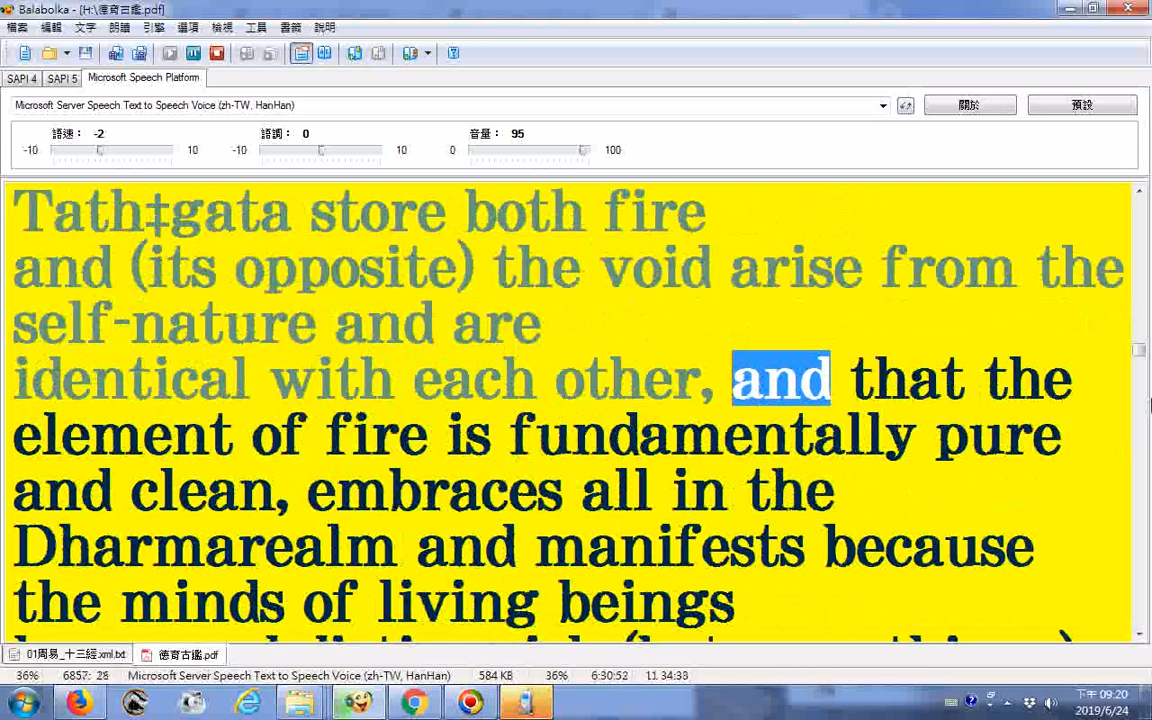 Balabolka - [H:\德育古鑑.pdf]
檔案 編輯 文字 朗讀 引擎 選項 檢視 工具 書籤 說明
SAPI 4 SAPI 5 Microsoft Speech Platform
Microsoft Server Speech Text to Speech Voice (zh-TW, HanHan) 關於 預設
語速： -2 語調： 0 音量： 95
-10 10 -10 10 0 100
Tath‡gata store both fire
and (its opposite) the void arise from the
self-nature and are
identical with each other, and that the
element of fire is fundamentally pure
and clean, embraces all in the
Dharmarealm and manifests because
the minds of living beings
01周易_十三經.xml.txt 德育古鑑.pdf
36% 6857: 28 Microsoft Server Speech Text to Speech Voice (zh-TW, HanHan) 584 KB 36% 6:30:52 11:34:38
下午 09:20
2019/6/24